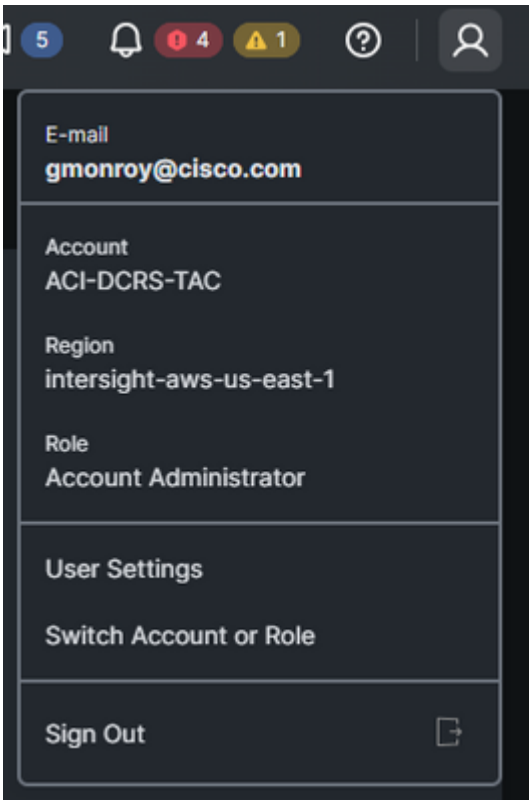 5 4 1
E-mail
gmonroy@cisco.com
Account
ACI-DCRS-TAC
Region
intersight-aws-us-east-1
Role
Account Administrator
User Settings
Switch Account or Role
Sign Out